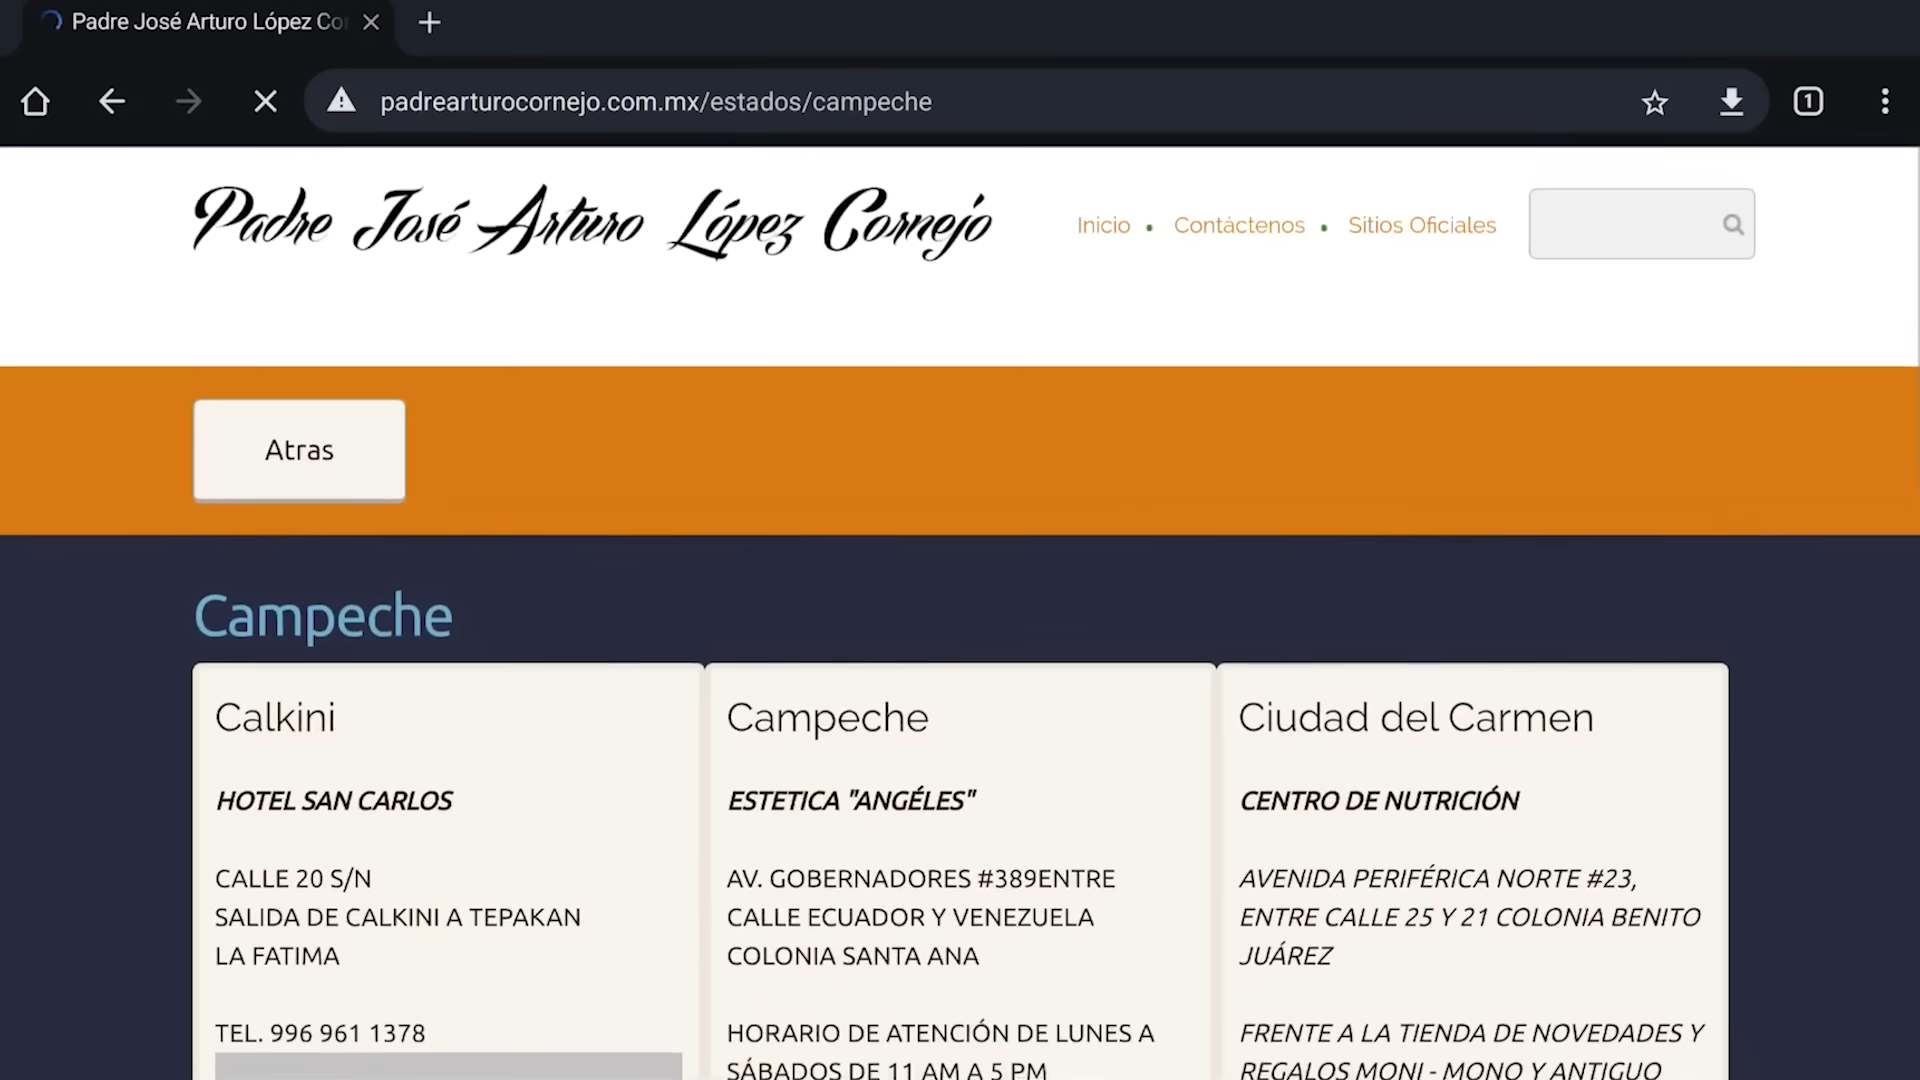 Padre José Arturo López Co
padrearturocornejo.com.mx/estados/campeche
1
Padre José Arturo López Cornejo
Inicio • Contáctenos • Sitios Oficiales
Atras
Campeche
Calkini
HOTEL SAN CARLOS
CALLE 20 S/N
SALIDA DE CALKINI A TEPAKAN
LA FATIMA
TEL. 996 961 1378
Campeche
ESTETICA "ANGÉLES"
AV. GOBERNADORES #389ENTRE
CALLE ECUADOR Y VENEZUELA
COLONIA SANTA ANA
HORARIO DE ATENCIÓN DE LUNES A
SÁBADOS DE 11 AM A 5 PM
Ciudad del Carmen
CENTRO DE NUTRICIÓN
AVENIDA PERIFÉRICA NORTE #23,
ENTRE CALLE 25 Y 21 COLONIA BENITO
JUÁREZ
FRENTE A LA TIENDA DE NOVEDADES Y
REGALOS MONI - MONO Y ANTIGUO